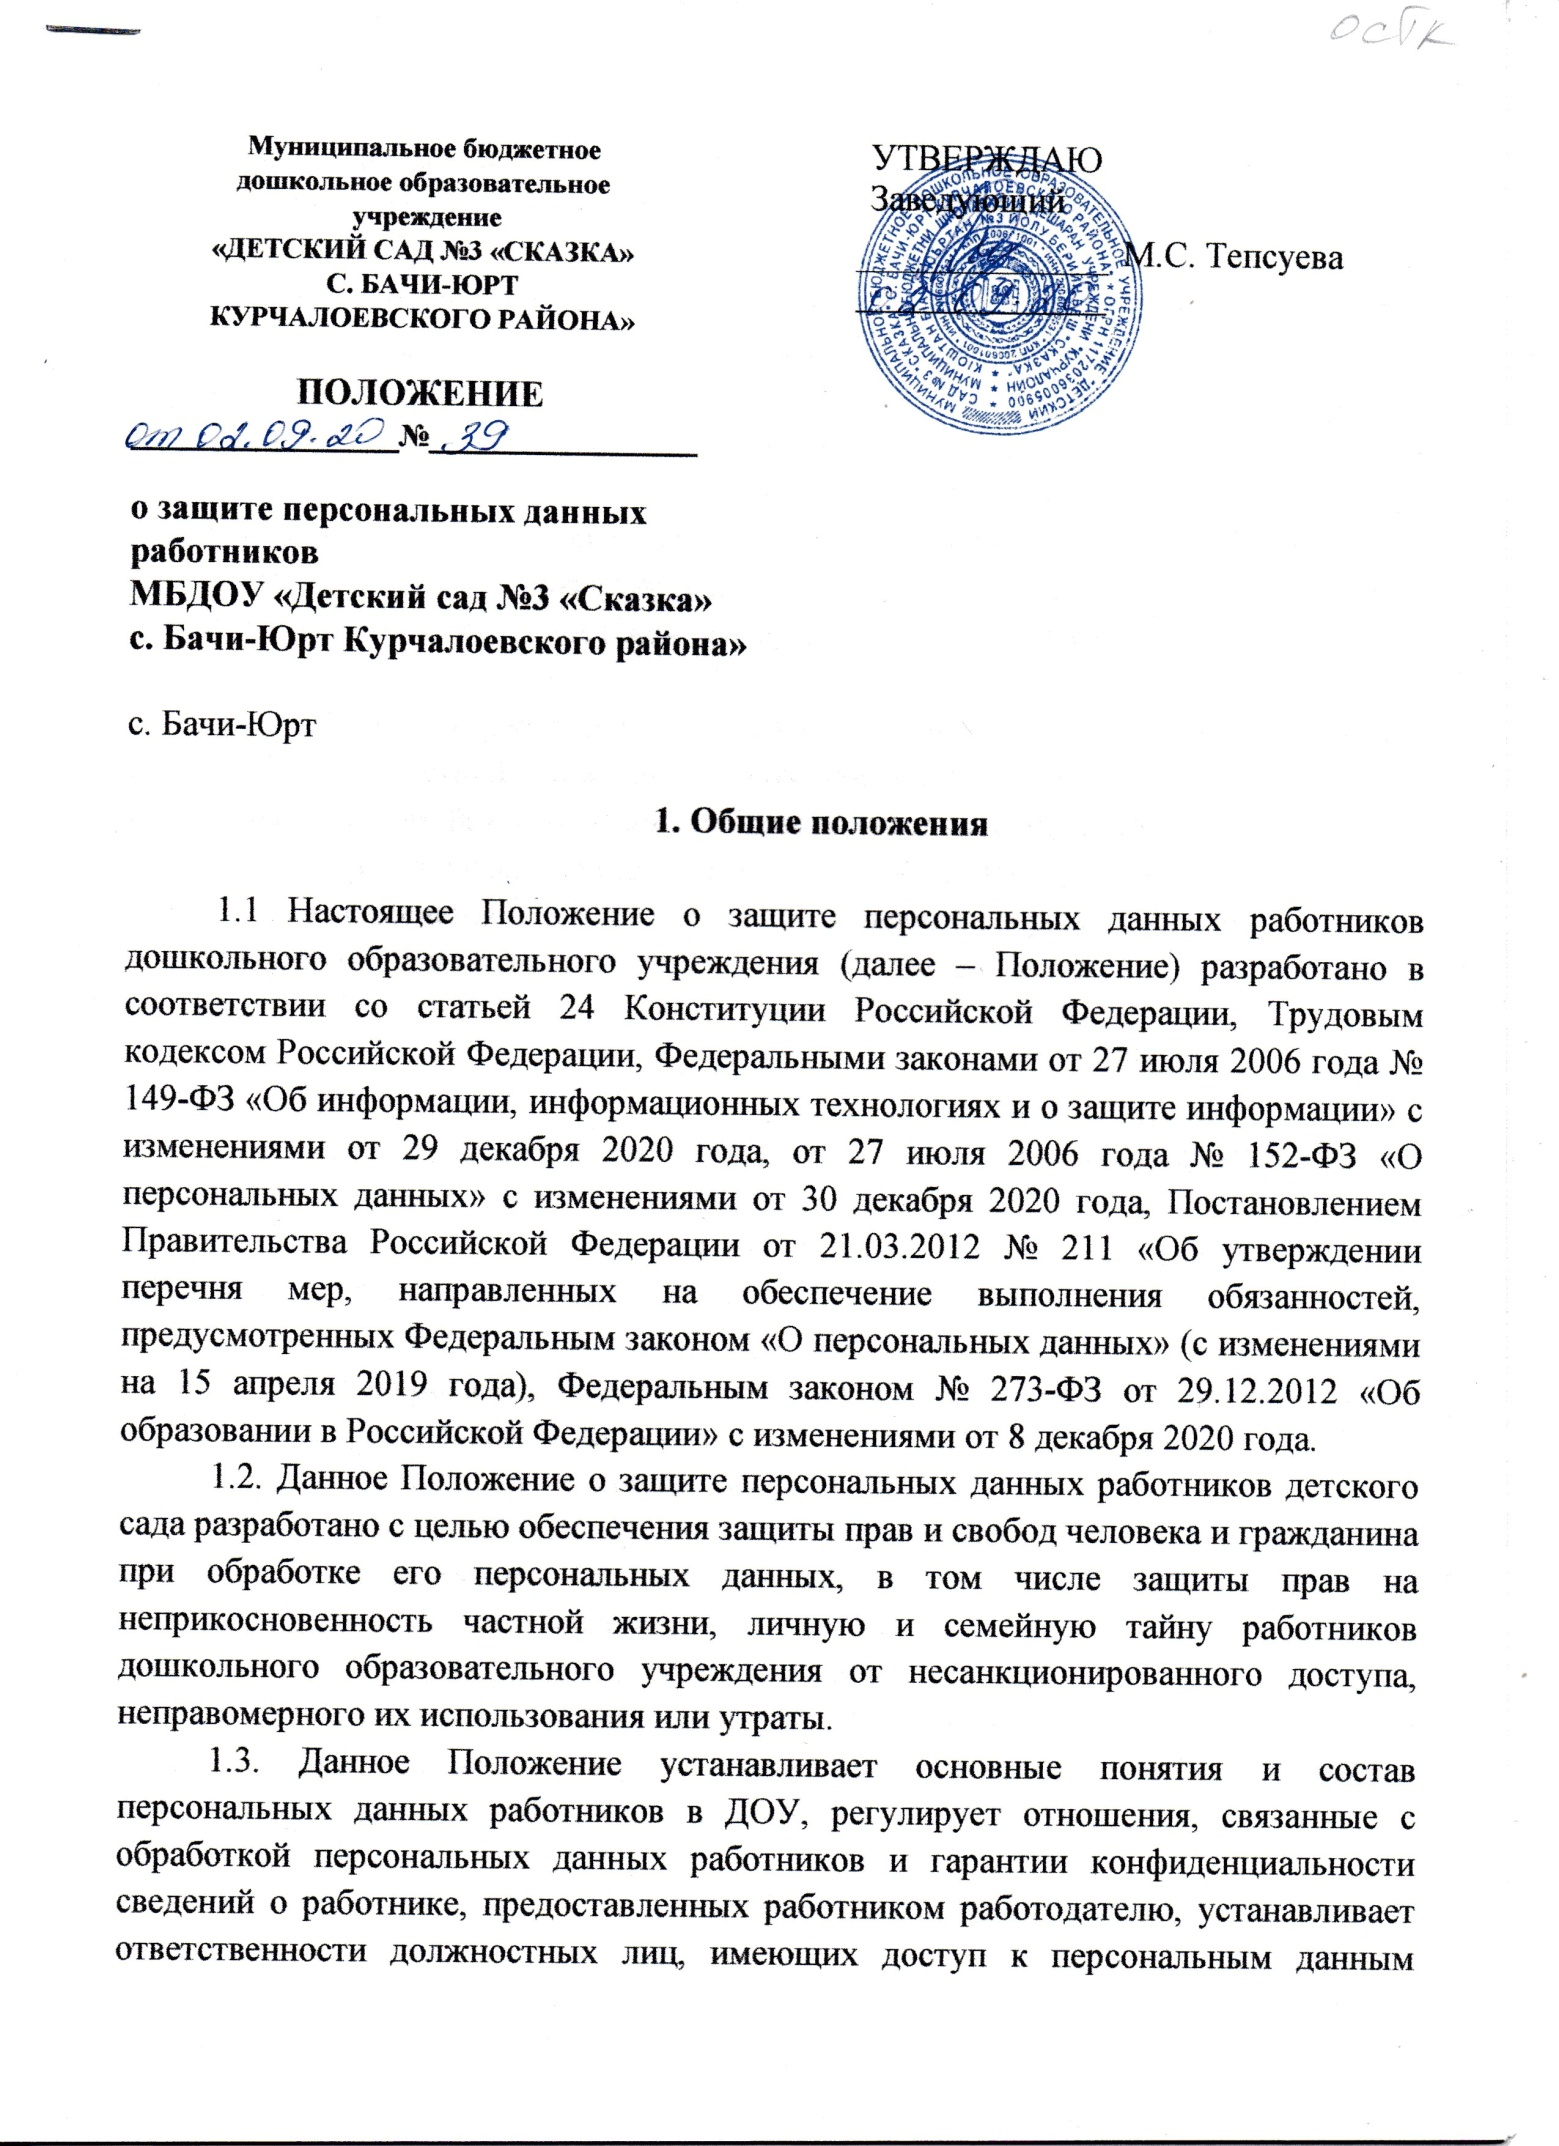 Муниципальное бюджетное
дошкольное образовательное
учреждение
«ДЕТСКИЙ САД №3 «СКАЗКА»
С. БАЧИ-ЮРТ
КУРЧАЛОЕВСКОГО РАЙОНА»
УТВЕРЖДАЮ
Заведующий
М.С. Тепсуева
ПОЛОЖЕНИЕ
от 02.09.20 № 39
о защите персональных данных
работников
МБДОУ «Детский сад №3 «Сказка»
с. Бачи-Юрт Курчалоевского района»
с. Бачи-Юрт
1. Общие положения
1.1 Настоящее Положение о защите персональных данных работников
дошкольного образовательного учреждения (далее – Положение) разработано в
соответствии со статьей 24 Конституции Российской Федерации, Трудовым
кодексом Российской Федерации, Федеральными законами от 27 июля 2006 года №
149-ФЗ «Об информации, информационных технологиях и о защите информации» с
изменениями от 29 декабря 2020 года, от 27 июля 2006 года № 152-ФЗ «О
персональных данных» с изменениями от 30 декабря 2020 года, Постановлением
Правительства Российской Федерации от 21.03.2012 № 211 «Об утверждении
перечня мер, направленных на обеспечение выполнения обязанностей,
предусмотренных Федеральным законом «О персональных данных» (с изменениями
на 15 апреля 2019 года), Федеральным законом № 273-ФЗ от 29.12.2012 «Об
образовании в Российской Федерации» с изменениями от 8 декабря 2020 года.
1.2. Данное Положение о защите персональных данных работников детского
сада разработано с целью обеспечения защиты прав и свобод человека и гражданина
при обработке его персональных данных, в том числе защиты прав на
неприкосновенность частной жизни, личную и семейную тайну работников
дошкольного образовательного учреждения от несанкционированного доступа,
неправомерного их использования или утраты.
1.3. Данное Положение устанавливает основные понятия и состав
персональных данных работников в ДОУ, регулирует отношения, связанные с
обработкой персональных данных работников и гарантии конфиденциальности
сведений о работнике, предоставленных работником работодателю, устанавливает
ответственности должностных лиц, имеющих доступ к персональным данным